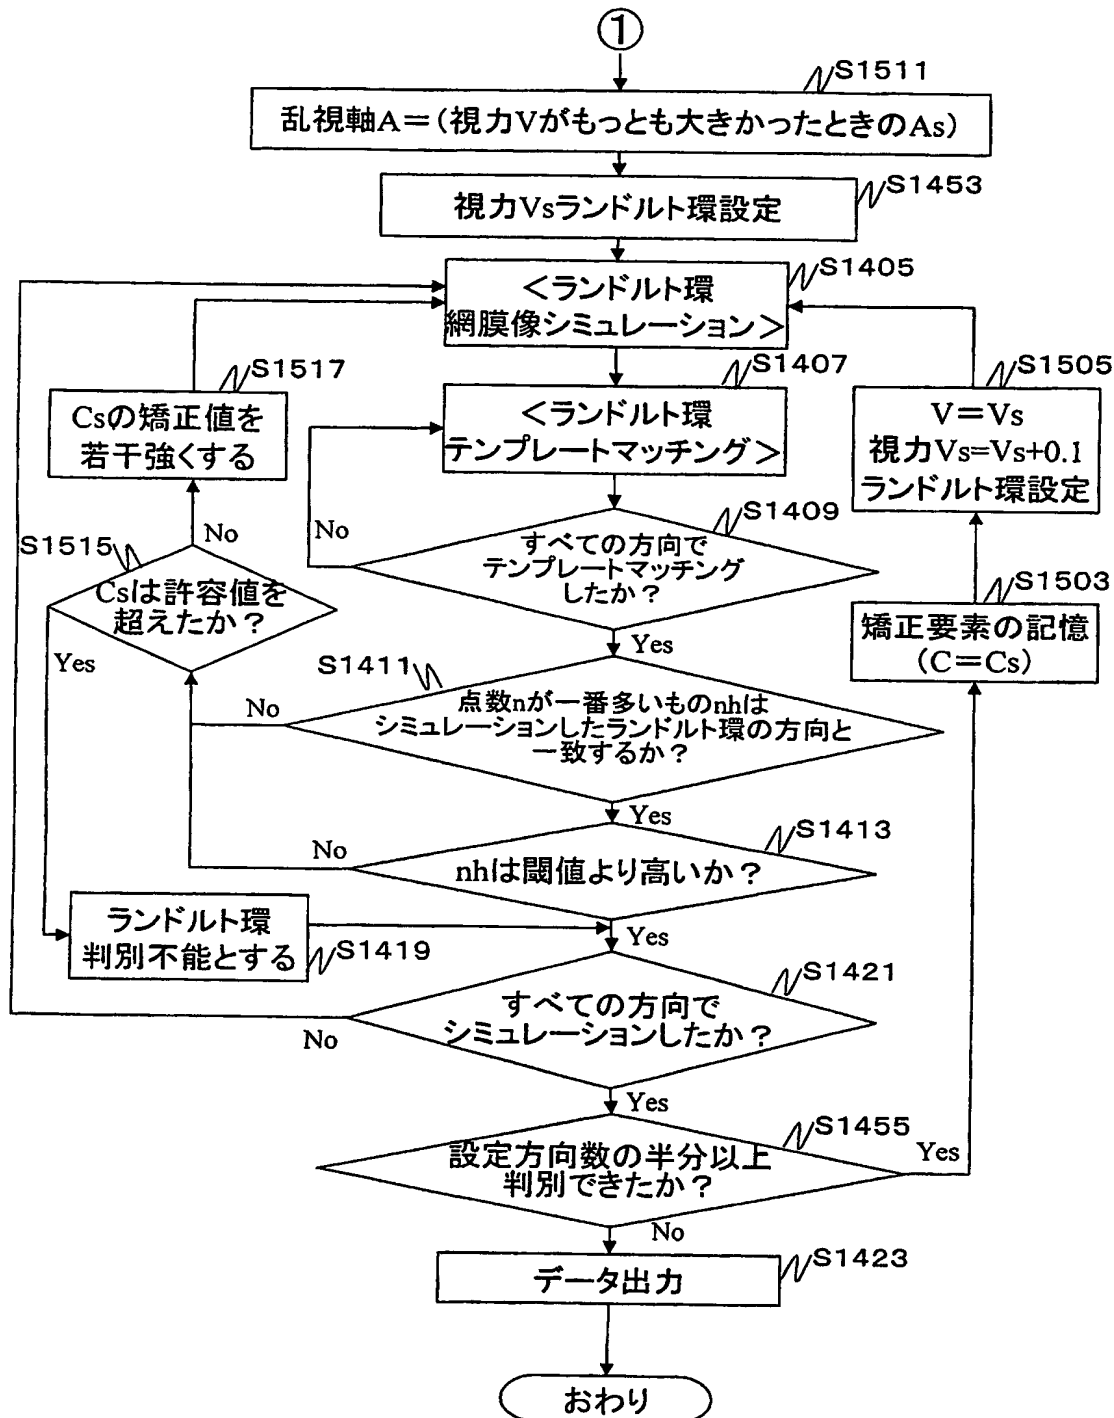 ①
S1511
乱視軸A＝(視力Vがもっとも大きかったときのAs)
S1453
視力Vsランドルト環設定
S1405
＜ランドルト環
網膜像シミュレーション＞
S1517
Csの矯正値を
若干強くする
S1407
＜ランドルト環
テンプレートマッチング＞
S1505
V＝Vs
視力Vs=Vs+0.1
ランドルト環設定
S1409
すべての方向で
テンプレートマッチング
したか？
No
No
S1515
Csは許容値を
超えたか？
Yes
S1503
矯正要素の記憶
(C＝Cs)
Yes
S1411
点数nが一番多いものnhは
シミュレーションしたランドルト環の方向と
一致するか？
No
Yes
S1413
nhは閾値より高いか？
No
Yes
ランドルト環
判別不能とする
S1419
S1421
すべての方向で
シミュレーションしたか？
No
Yes
S1455
設定方向数の半分以上
判別できたか？
Yes
No
S1423
データ出力
おわり